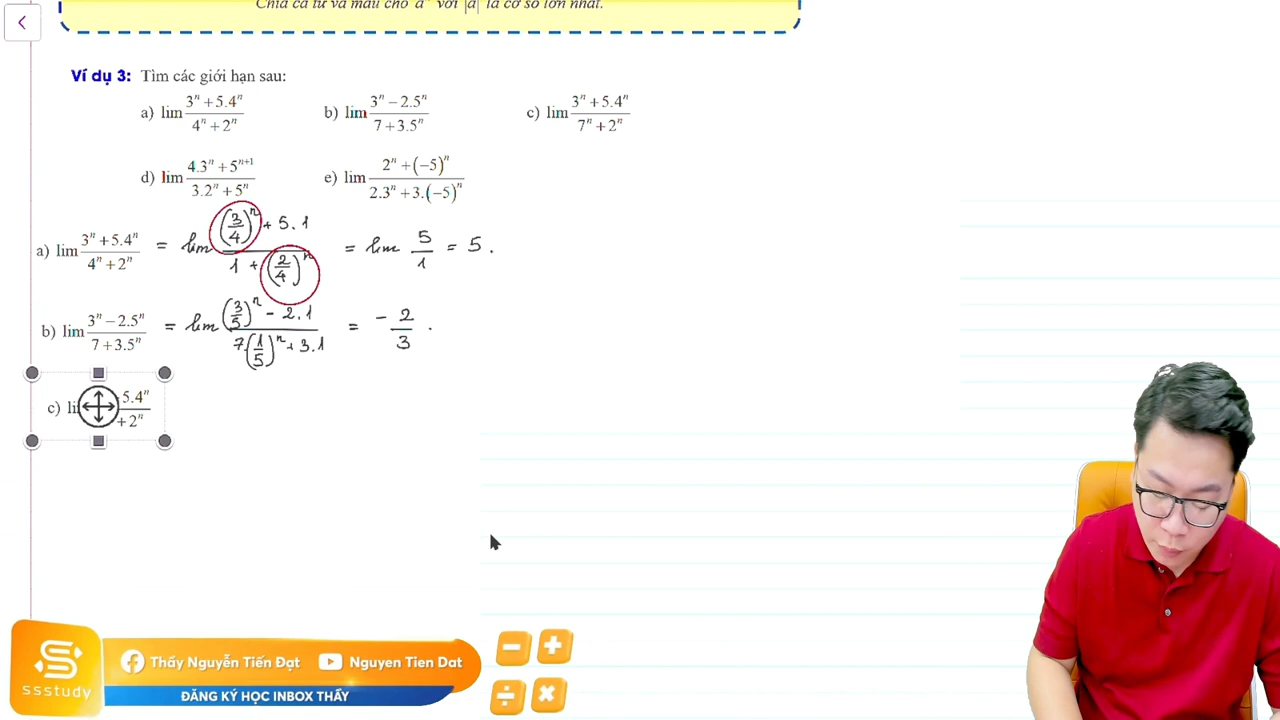 Chia cả tử và mẫu cho aⁿ với |a| là cơ số lớn nhất.
Ví dụ 3: Tìm các giới hạn sau:
a) lim (3ⁿ + 5.4ⁿ)/(4ⁿ + 2ⁿ) b) lim (3ⁿ − 2.5ⁿ)/(7 + 3.5ⁿ) c) lim (3ⁿ + 5.4ⁿ)/(7ⁿ + 2ⁿ)
d) lim (4.3ⁿ + 5ⁿ⁺¹)/(3.2ⁿ + 5ⁿ) e) lim (2ⁿ + (−5)ⁿ)/(2.3ⁿ + 3.(−5)ⁿ)
a) lim (3ⁿ + 5.4ⁿ)/(4ⁿ + 2ⁿ) = lim ((3/4)ⁿ + 5.1)/(1 + (2/4)ⁿ) = lim 5/1 = 5.
b) lim (3ⁿ − 2.5ⁿ)/(7 + 3.5ⁿ) = lim ((3/5)ⁿ − 2.1)/(7.(1/5)ⁿ + 3.1) = −2/3.
c) li 5.4ⁿ/+ 2ⁿ
ssstudy
Thầy Nguyễn Tiến Đạt
Nguyen Tien Dat
ĐĂNG KÝ HỌC INBOX THẦY